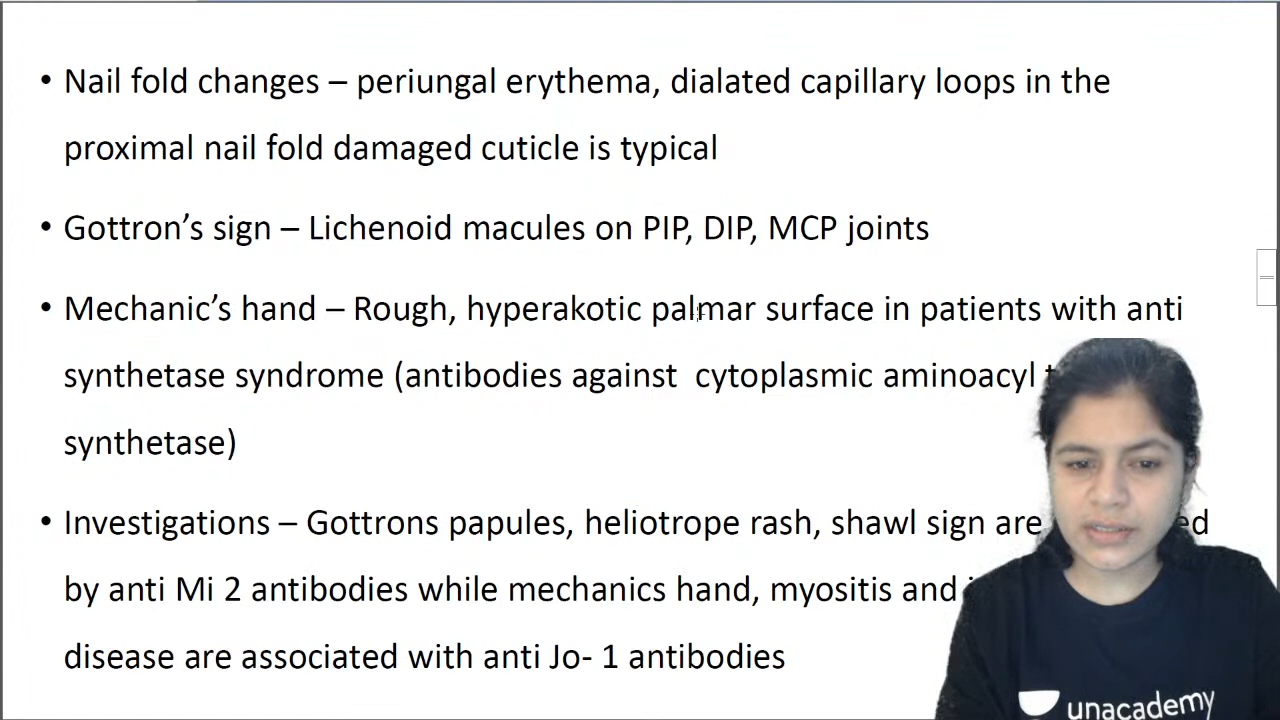 • Nail fold changes – periungal erythema, dialated capillary loops in the
proximal nail fold damaged cuticle is typical
• Gottron’s sign – Lichenoid macules on PIP, DIP, MCP joints
• Mechanic’s hand – Rough, hyperakotic palmar surface in patients with anti
synthetase syndrome (antibodies against cytoplasmic aminoacyl
synthetase)
• Investigations – Gottrons papules, heliotrope rash, shawl sign are
by anti Mi 2 antibodies while mechanics hand, myositis and
disease are associated with anti Jo- 1 antibodies
unacademy